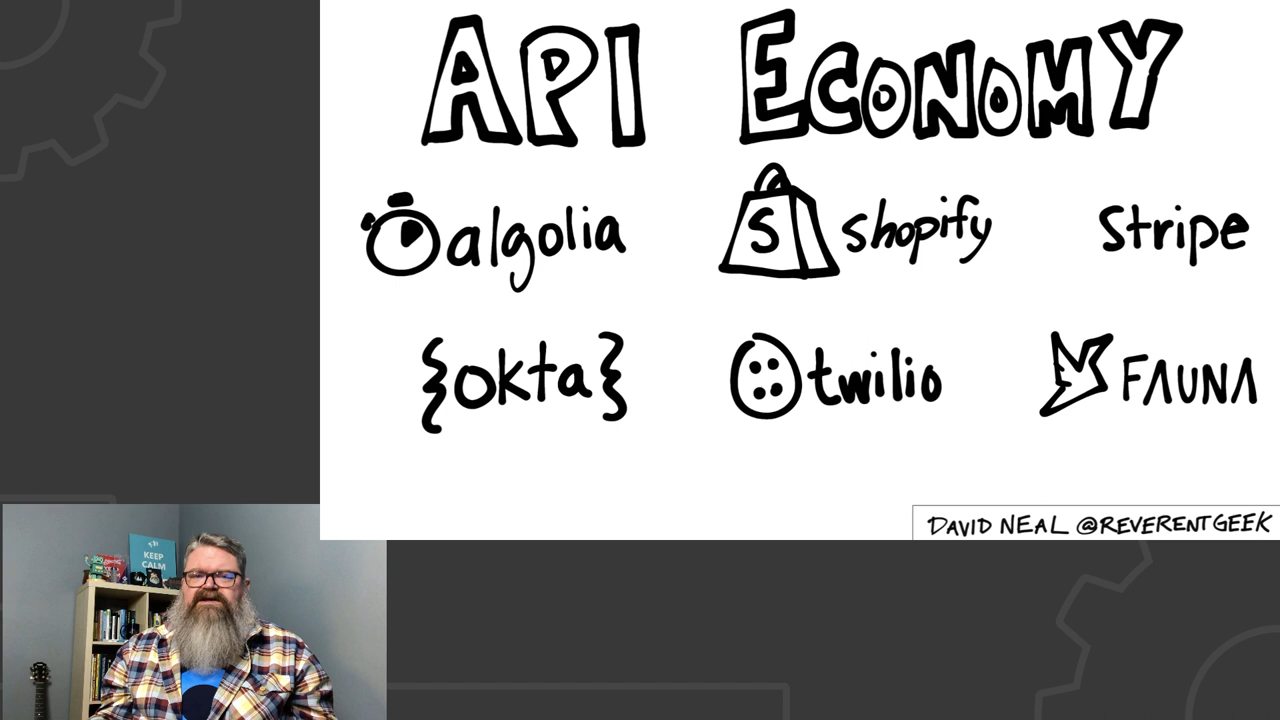 API ECONOMY
algolia
S shopify
stripe
{okta}
twilio
FAUNA
DAVID NEAL @REVERENTGEEK
KEEP
CALM